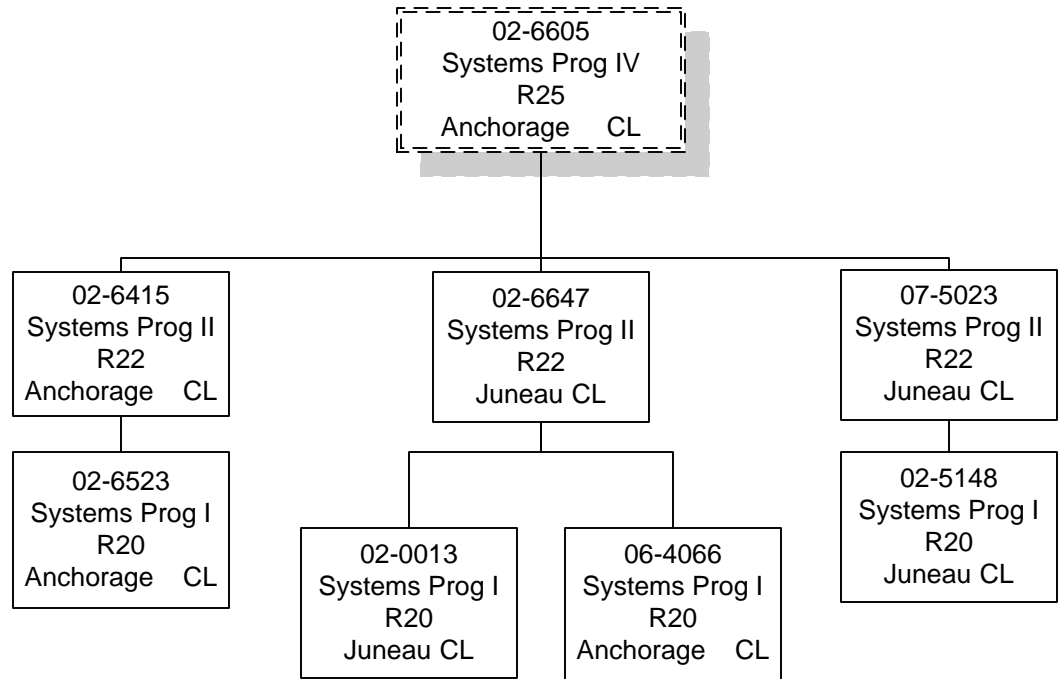 02-6605
Systems Prog IV
R25
Anchorage CL
02-6415
Systems Prog II
R22
Anchorage CL
02-6647
Systems Prog II
R22
Juneau CL
07-5023
Systems Prog II
R22
Juneau CL
02-6523
Systems Prog I
R20
Anchorage CL
02-0013
Systems Prog I
R20
Juneau CL
06-4066
Systems Prog I
R20
Anchorage CL
02-5148
Systems Prog I
R20
Juneau CL